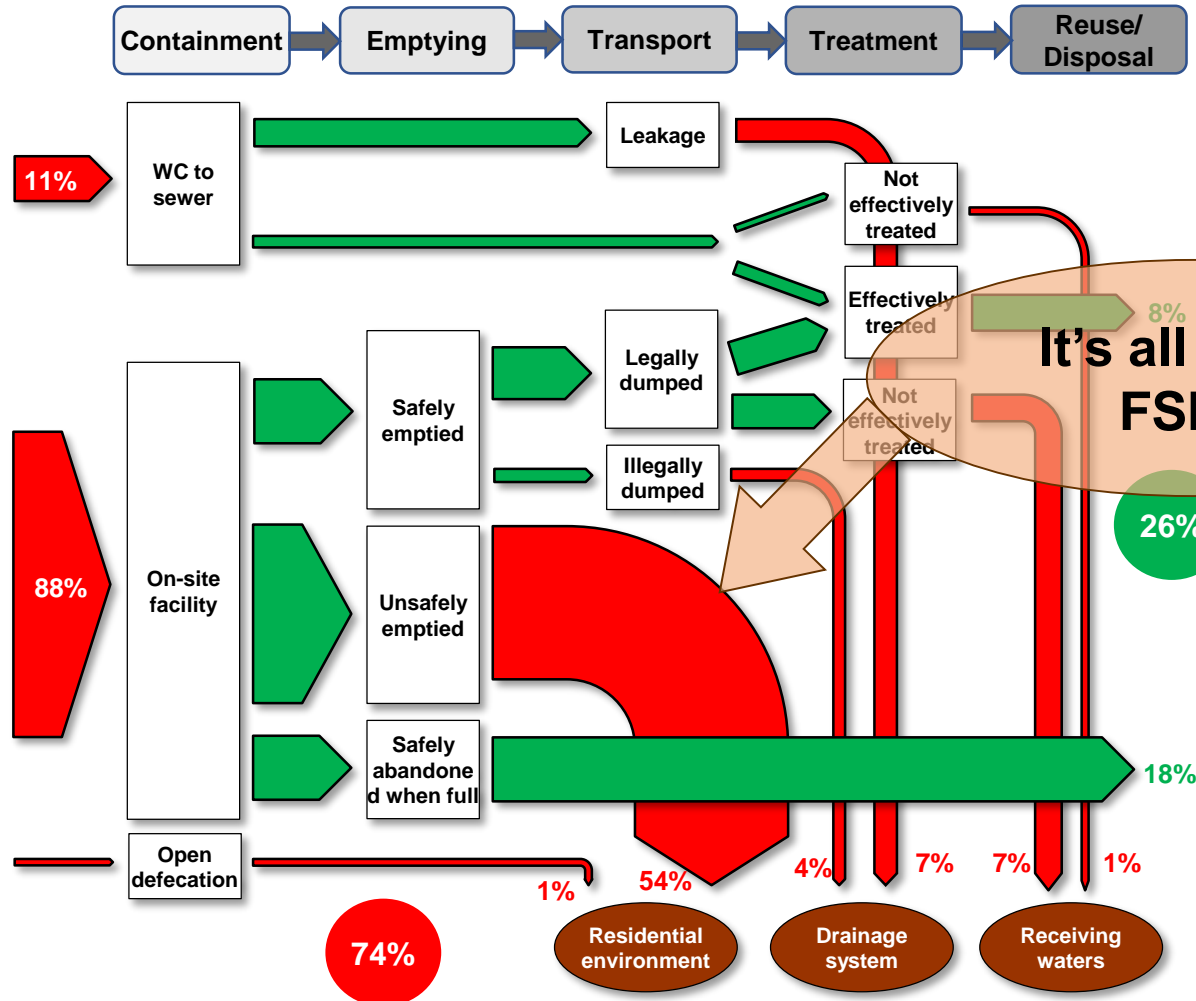 Containment
Emptying
Transport
Treatment
Reuse/
Disposal
11%
WC to
sewer
Leakage
Not
effectively
treated
Effectively
treated
8%
It's all
88%
On-site
facility
Safely
emptied
Legally
dumped
Not
effectively
treated
Illegally
dumped
26%
Unsafely
emptied
Safely
abandone
d when full
18%
Open
defecation
1%
54%
4%
7%
7%
1%
74%
Residential
environment
Drainage
system
Receiving
waters